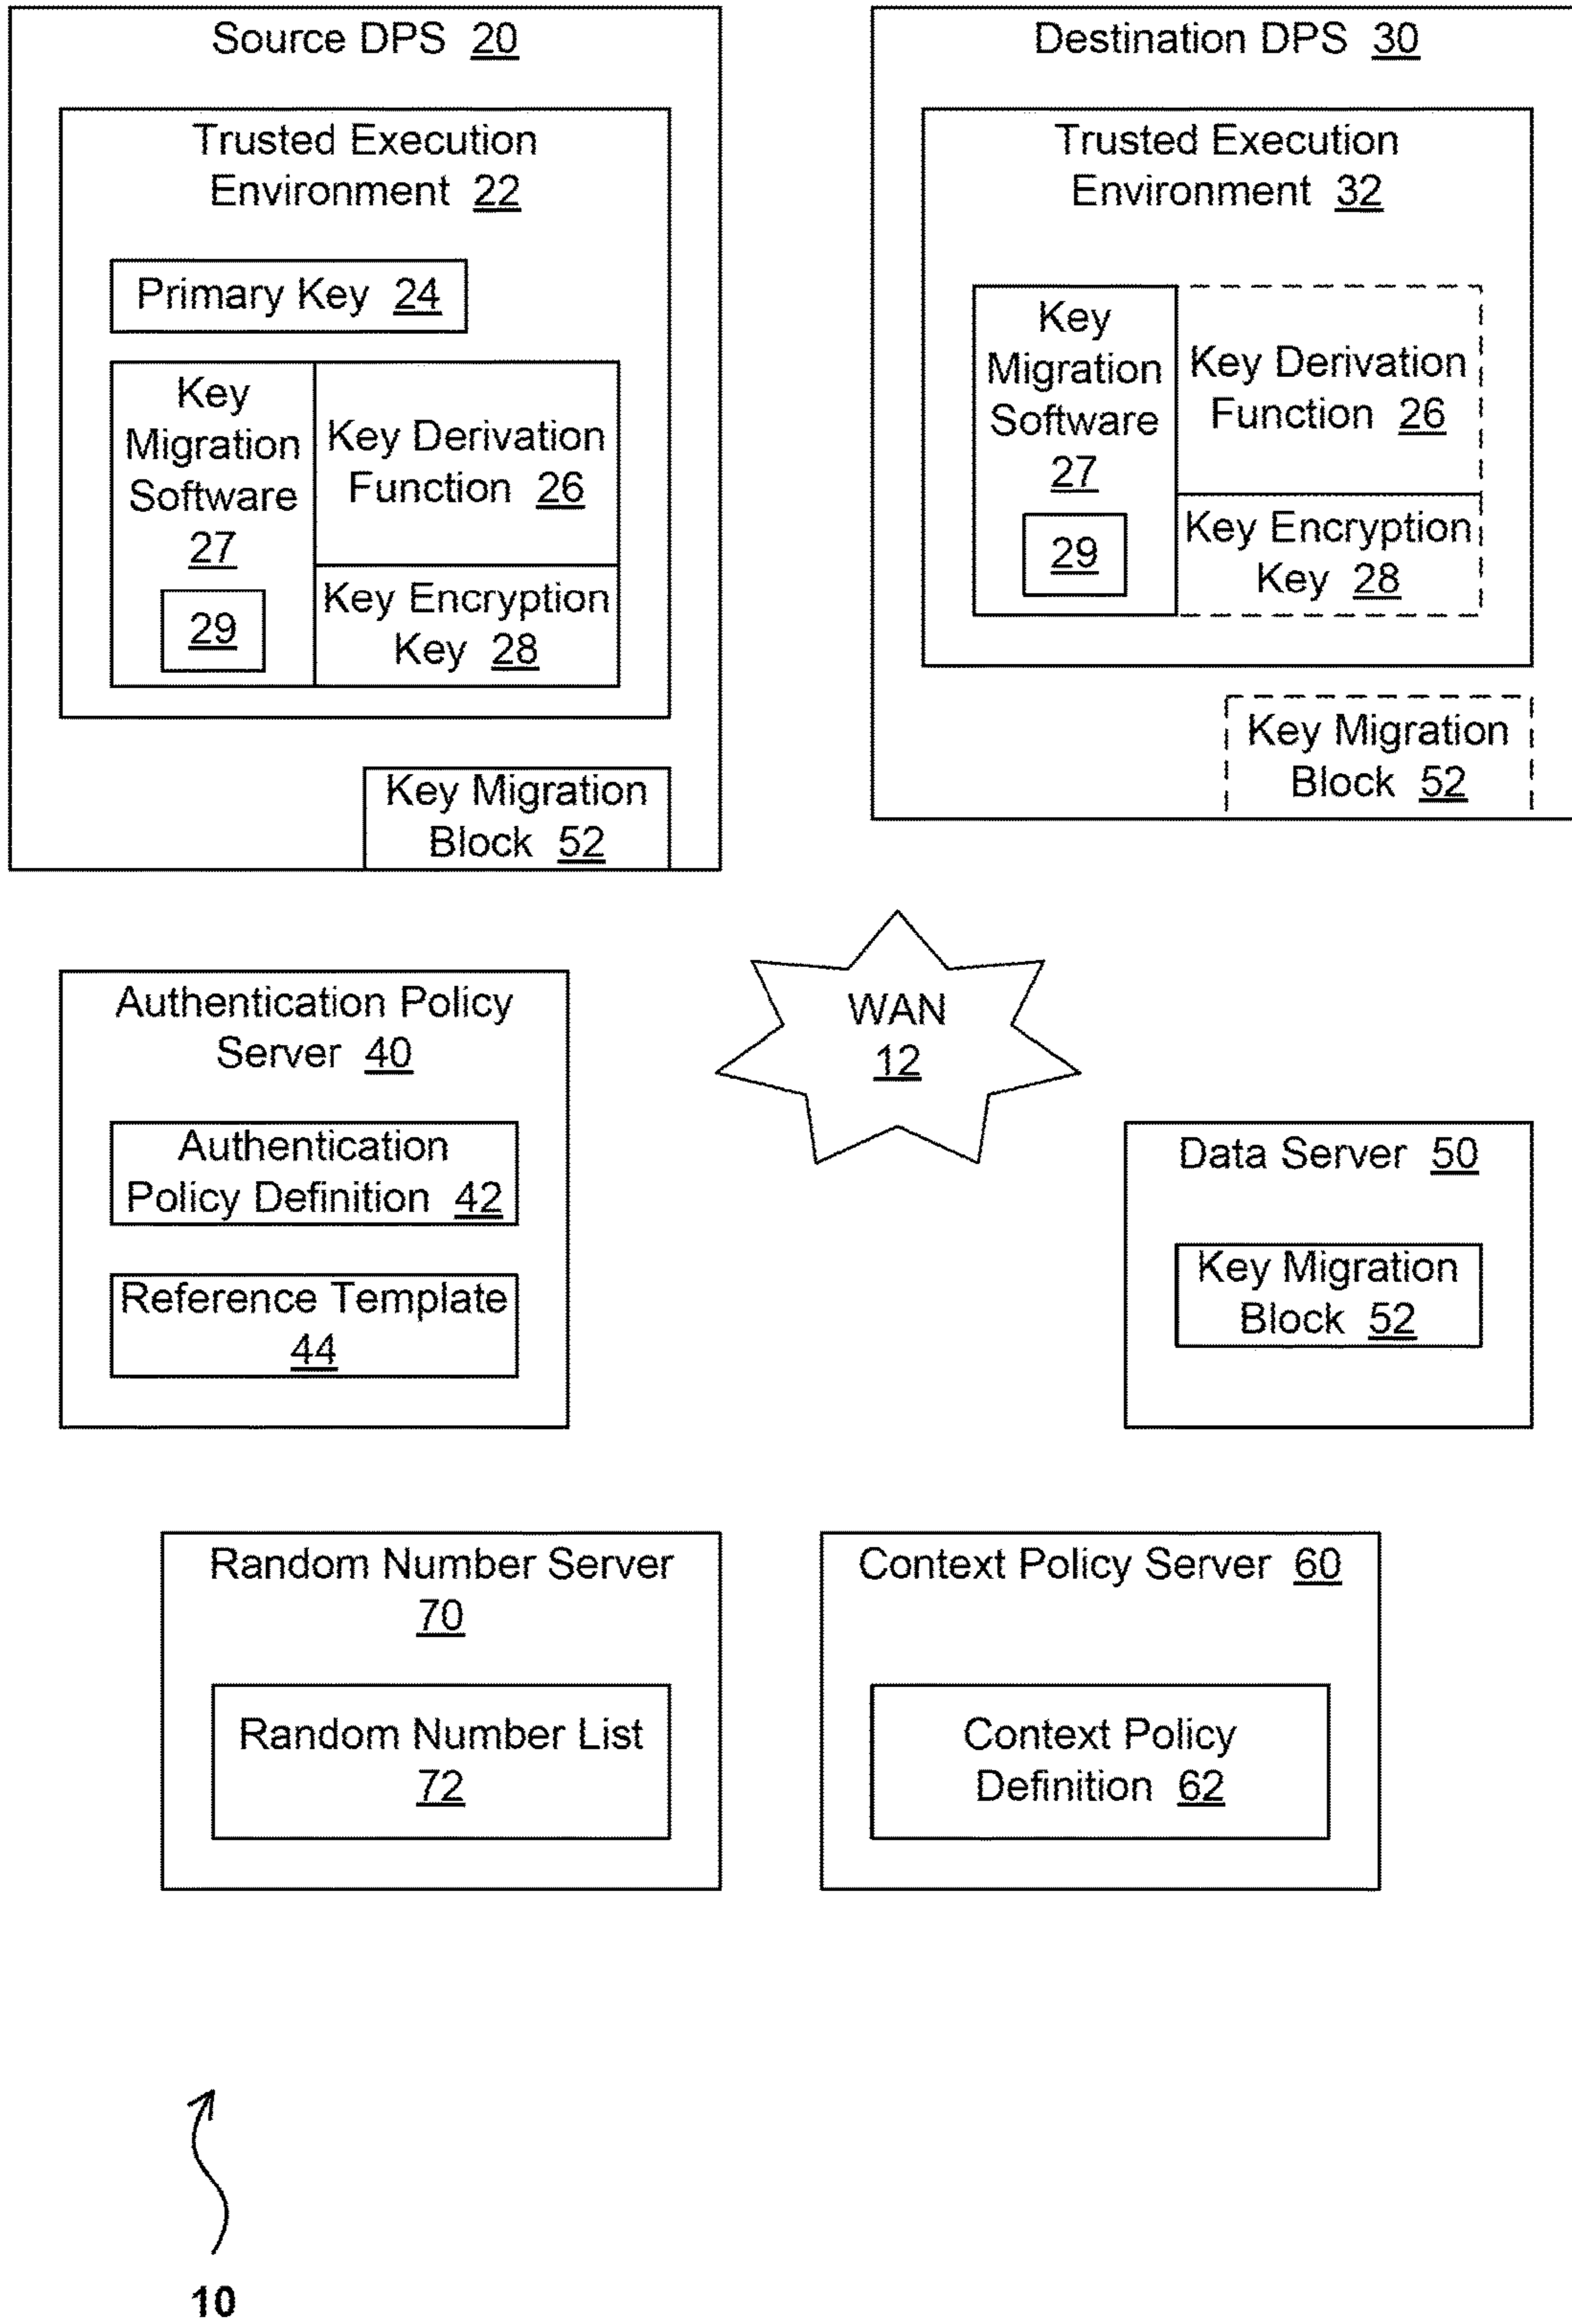 Source DPS 20
Trusted Execution
Environment 22
Primary Key 24
Key
Migration
Software
27
29
Key Derivation
Function 26
Key Encryption
Key 28
Key Migration
Block 52
Destination DPS 30
Trusted Execution
Environment 32
Key
Migration
Software
27
29
Key Derivation
Function 26
Key Encryption
Key 28
Key Migration
Block 52
Authentication Policy
Server 40
Authentication
Policy Definition 42
Reference Template
44
WAN
12
Data Server 50
Key Migration
Block 52
Random Number Server
70
Random Number List
72
Context Policy Server 60
Context Policy
Definition 62
10